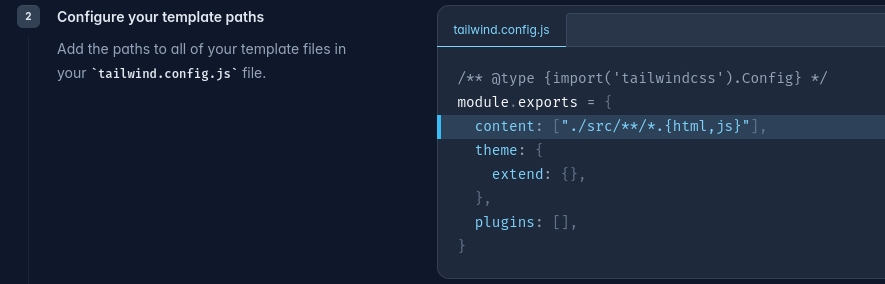 2
Configure your template paths
Add the paths to all of your template files in
your `tailwind.config.js` file.
tailwind.config.js
/** @type {import('tailwindcss').Config} */
module.exports = {
  content: ["./src/**/*.{html,js}"],
  theme: {
    extend: {},
  },
  plugins: [],
}